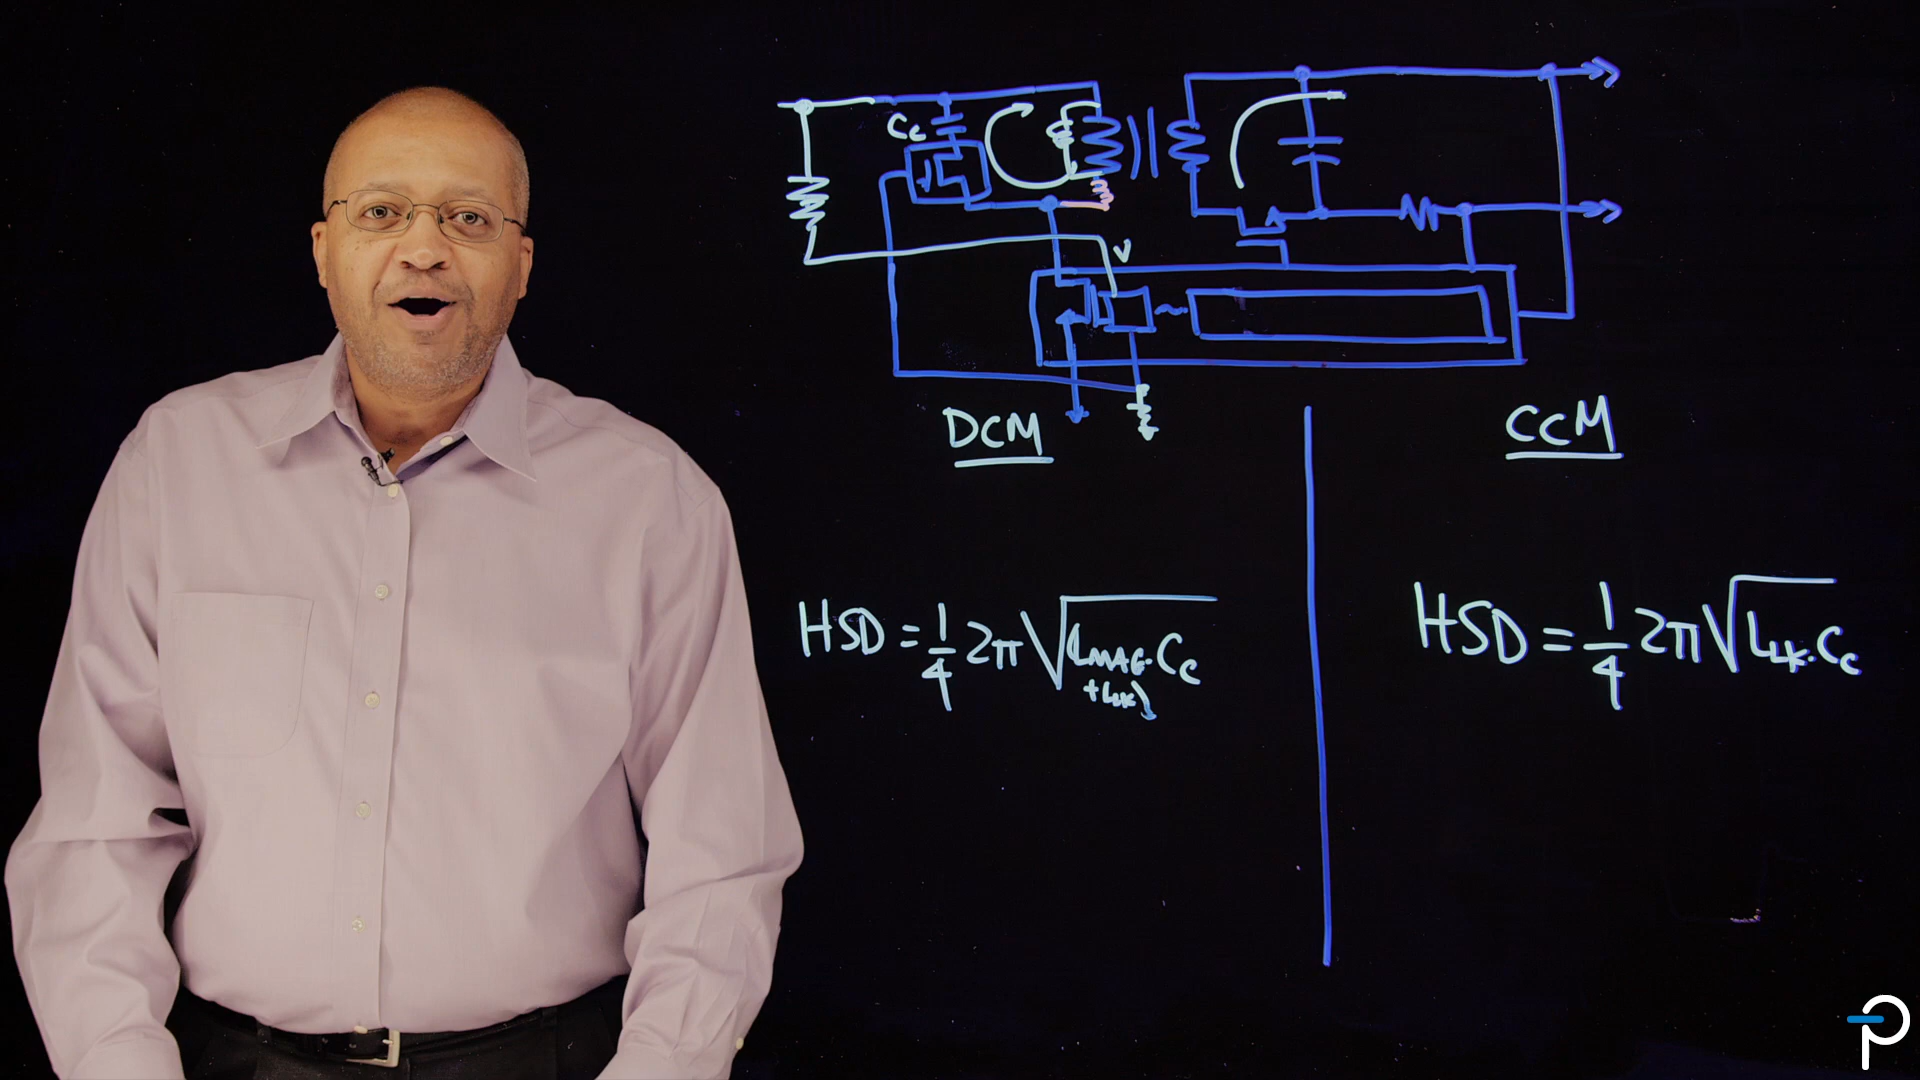 Cc
V
DCM
CCM
HSD = 1/4 2π √(LMAG + LLK) · Cc
HSD = 1/4 2π √LLK · Cc